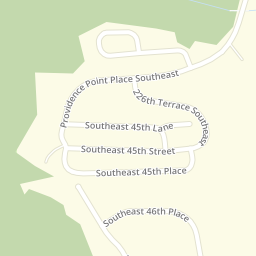 Providence Point Place Southeast
226th Terrace Southeast
Southeast 45th Lane
Southeast 45th Street
Southeast 45th Place
Southeast 46th Place